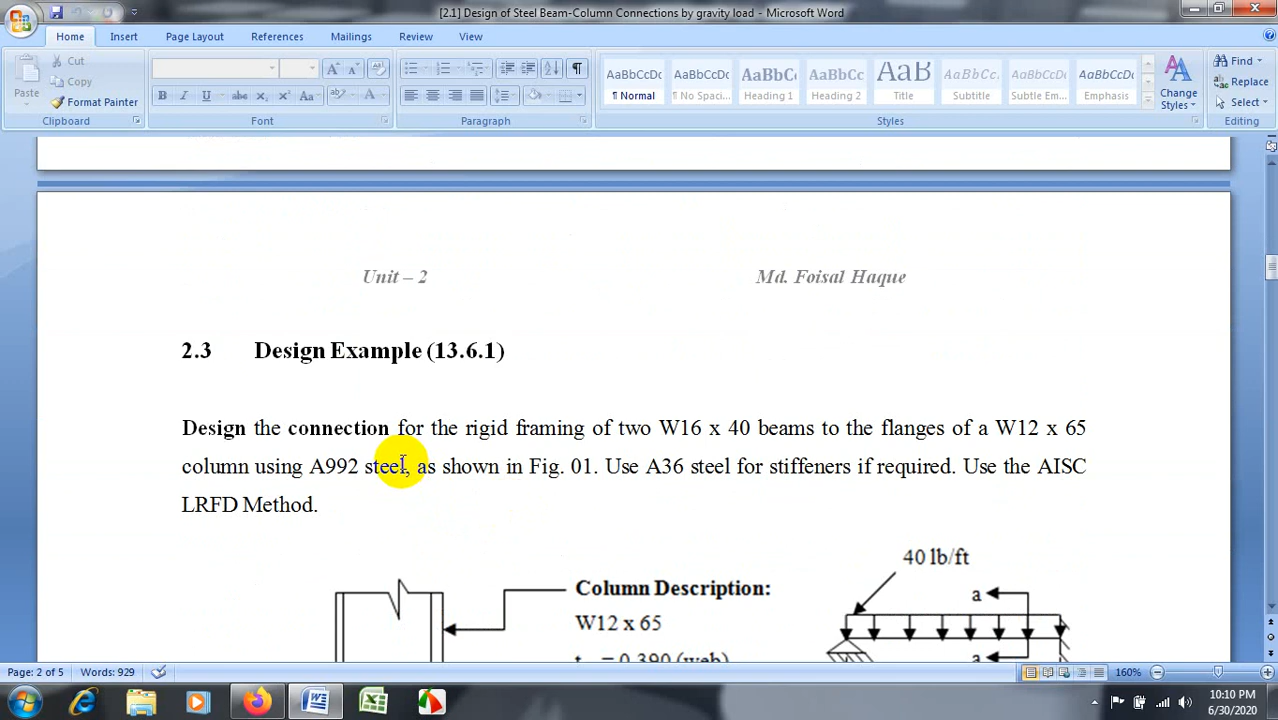 [2.1] Design of Steel Beam-Column Connections by gravity load - Microsoft Word
Home Insert Page Layout References Mailings Review View
Paste Cut Copy Format Painter
Clipboard Font Paragraph Styles Editing
AaBbCcDc AaBbCcDc AaBbC AaBbCc AaB AaBbCcI AaBbCcDc AaBbCcDc
¶ Normal ¶ No Spaci... Heading 1 Heading 2 Title Subtitle Subtle Em... Emphasis
Change Styles
Find Replace Select
Unit – 2 Md. Foisal Haque
2.3 Design Example (13.6.1)
Design the connection for the rigid framing of two W16 x 40 beams to the flanges of a W12 x 65
column using A992 steel, as shown in Fig. 01. Use A36 steel for stiffeners if required. Use the AISC
LRFD Method.
40 lb/ft
Column Description:
a
W12 x 65
= 0.390 (web)
a
Page: 2 of 5 Words: 929 160%
10:10 PM
6/30/2020